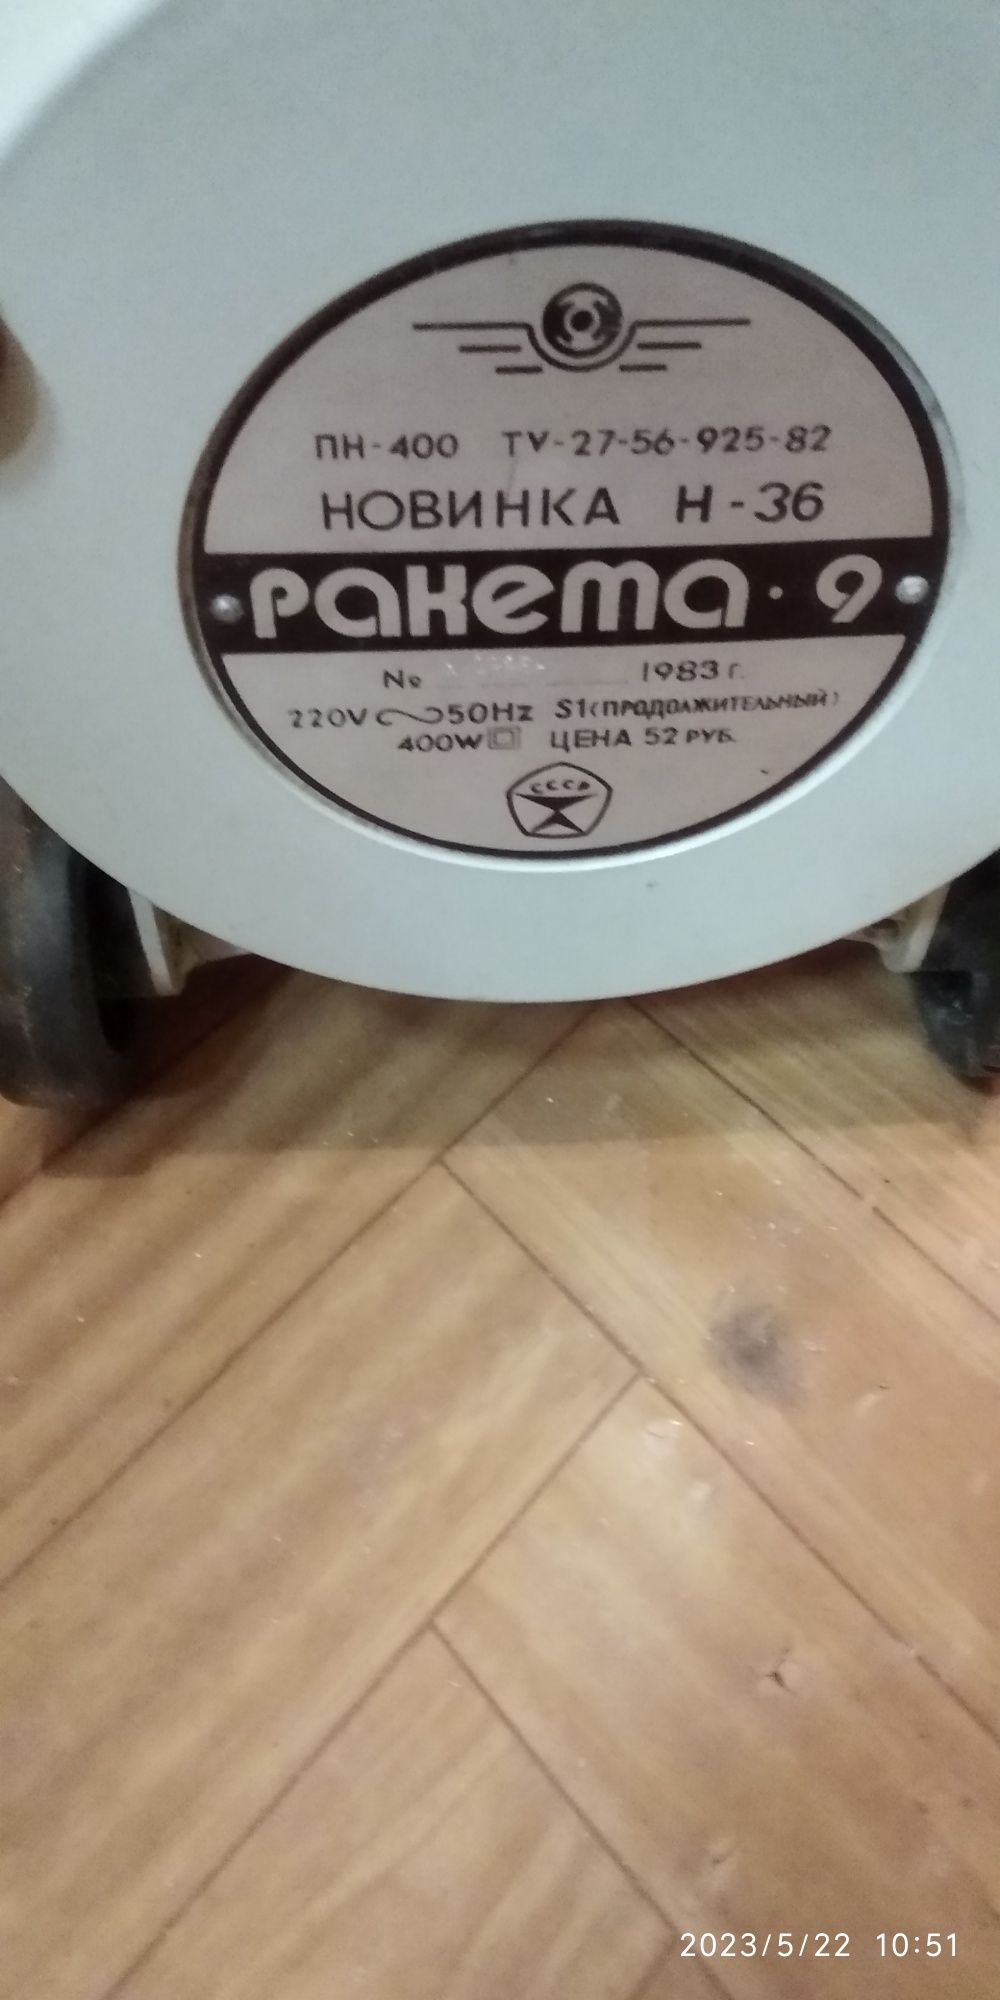 ПН-400 TV-27-56-925-82
НОВИНКА Н-36
Ракета·9
№ 1983 г.
220V ~ 50Hz S1(ПРОДОЛЖИТЕЛЬНЫЙ)
400W ЦЕНА 52 РУБ.
СССР
2023/5/22 10:51